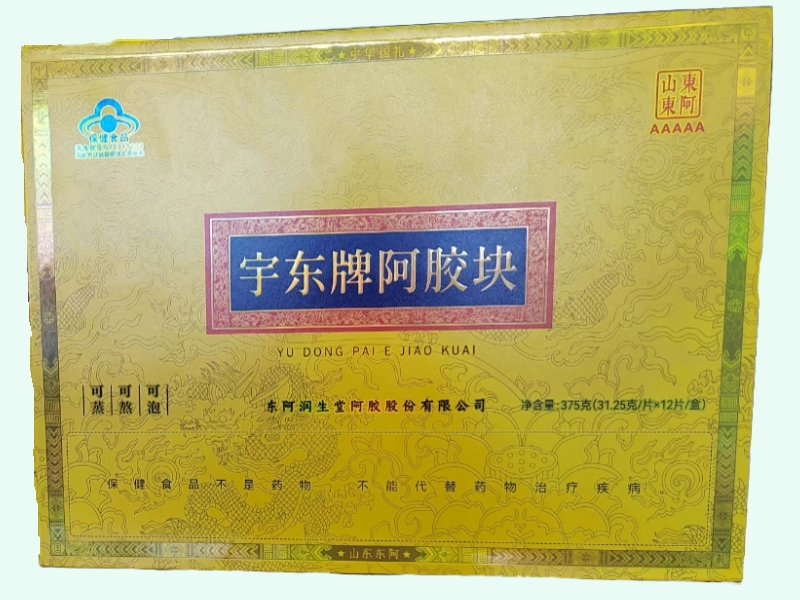 ★中华国礼★
保健食品
山東
東阿
AAAAA
宇东牌阿胶块
YU DONG PAI E JIAO KUAI
可蒸
可熬
可泡
东阿润生堂阿胶股份有限公司
净含量:375克(31.25克/片×12片/盒)
保健食品不是药物 不能代替药物治疗疾病。
★山东东阿★